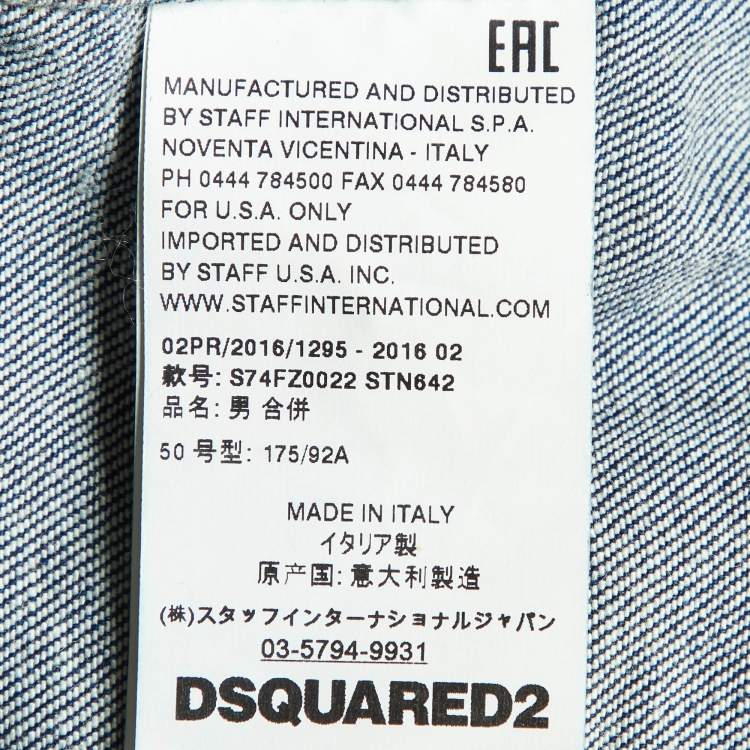 EAC
MANUFACTURED AND DISTRIBUTED
BY STAFF INTERNATIONAL S.P.A.
NOVENTA VICENTINA - ITALY
PH 0444 784500 FAX 0444 784580
FOR U.S.A. ONLY
IMPORTED AND DISTRIBUTED
BY STAFF U.S.A. INC.
WWW.STAFFINTERNATIONAL.COM
02PR/2016/1295 - 2016 02
款号: S74FZ0022 STN642
品名: 男 合併
50 号型: 175/92A
MADE IN ITALY
イタリア製
原产国: 意大利製造
(株)スタッフインターナショナルジャパン
03-5794-9931
DSQUARED2